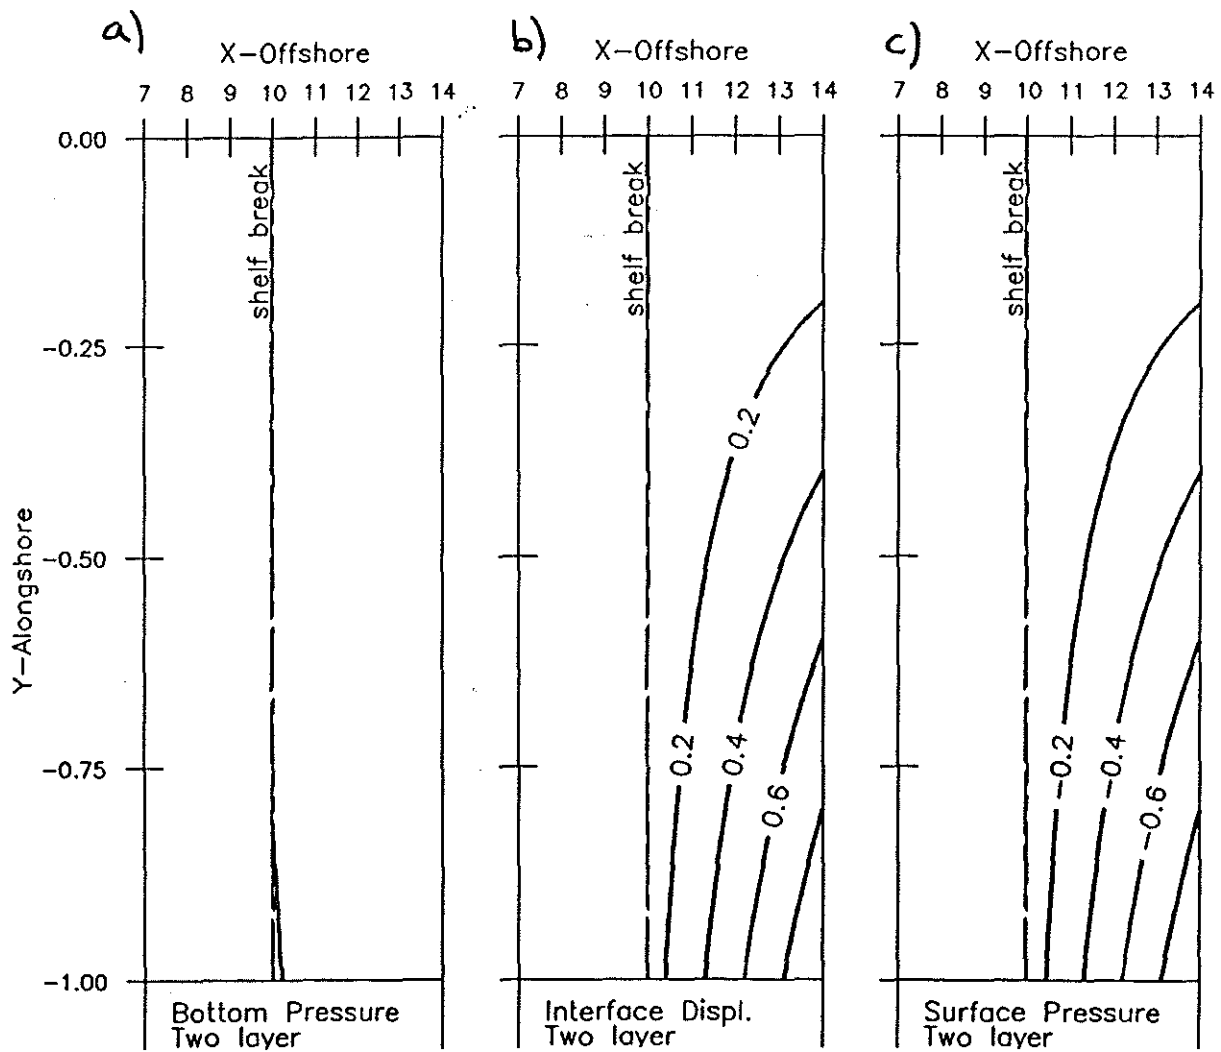 a)
X-Offshore
7 8 9 10 11 12 13 14
0.00
-0.25
-0.50
-0.75
-1.00
Y-Alongshore
shelf break
Bottom Pressure
Two layer
b)
X-Offshore
7 8 9 10 11 12 13 14
shelf break
0.2
0.2
0.4
0.6
Interface Displ.
Two layer
c)
X-Offshore
7 8 9 10 11 12 13 14
shelf break
-0.2
-0.4
-0.6
Surface Pressure
Two layer